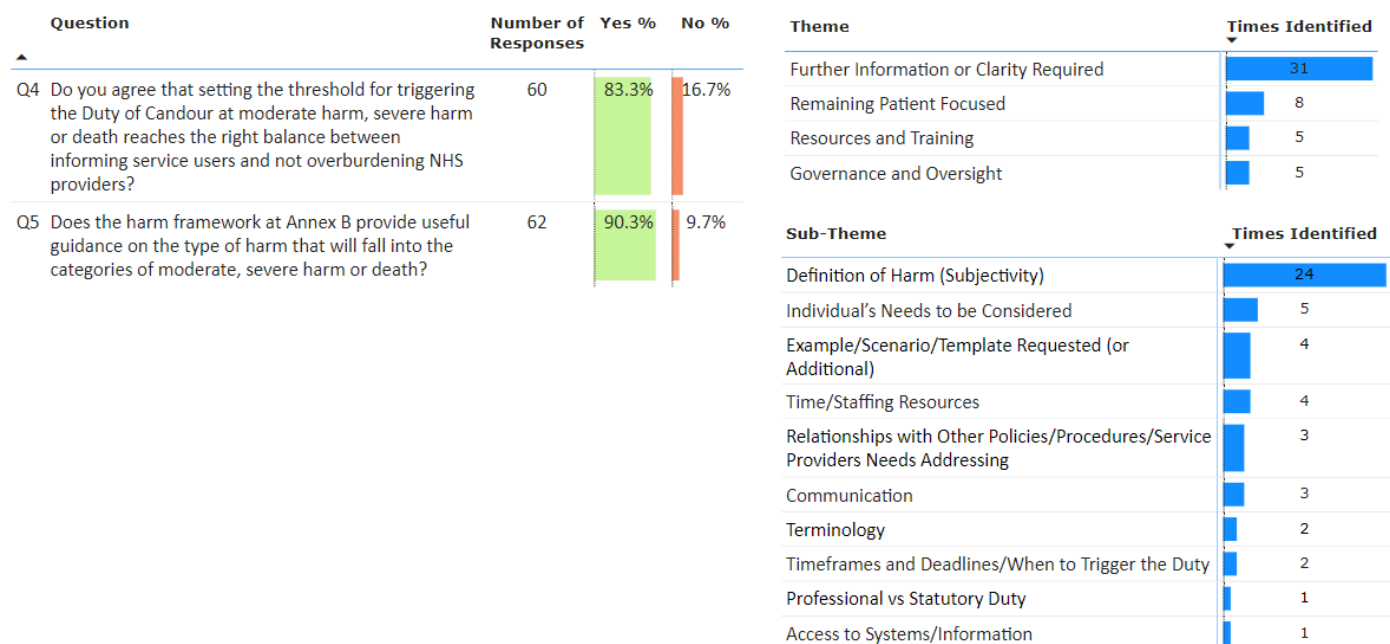 Question Number of Responses Yes % No %
Q4 Do you agree that setting the threshold for triggering 60 83.3% 16.7%
the Duty of Candour at moderate harm, severe harm
or death reaches the right balance between
informing service users and not overburdening NHS
providers?
Q5 Does the harm framework at Annex B provide useful 62 90.3% 9.7%
guidance on the type of harm that will fall into the
categories of moderate, severe harm or death?
Theme Times Identified
Further Information or Clarity Required 31
Remaining Patient Focused 8
Resources and Training 5
Governance and Oversight 5
Sub-Theme Times Identified
Definition of Harm (Subjectivity) 24
Individual’s Needs to be Considered 5
Example/Scenario/Template Requested (or 4
Additional)
Time/Staffing Resources 4
Relationships with Other Policies/Procedures/Service 3
Providers Needs Addressing
Communication 3
Terminology 2
Timeframes and Deadlines/When to Trigger the Duty 2
Professional vs Statutory Duty 1
Access to Systems/Information 1